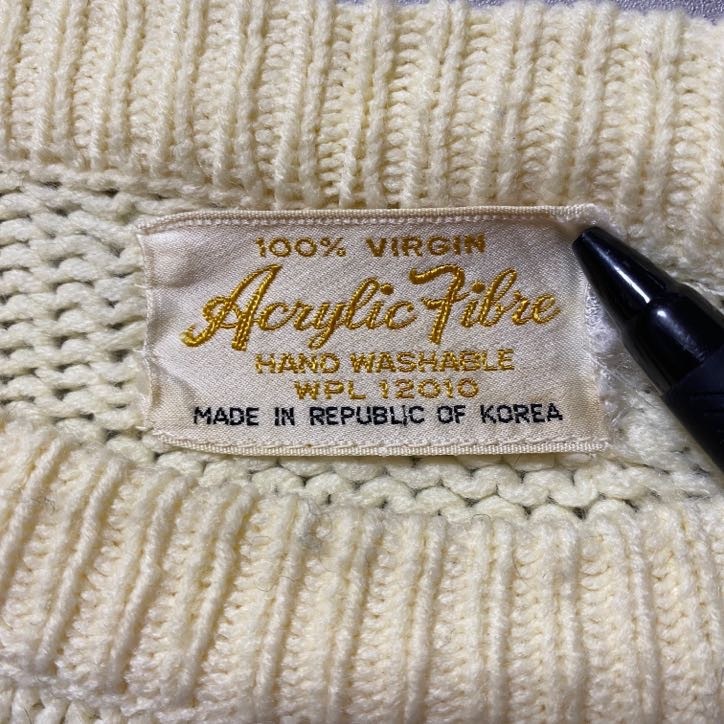 100% VIRGIN
Acrylic Fibre
HAND WASHABLE
WPL 12010
MADE IN REPUBLIC OF KOREA